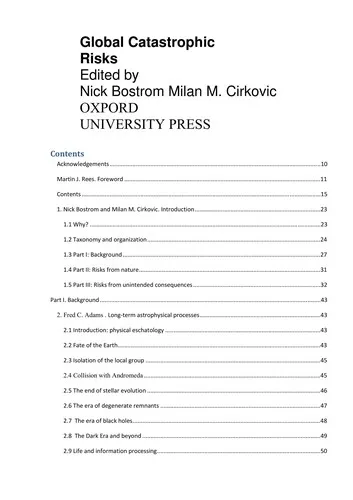 Global Catastrophic
Risks
Edited by
Nick Bostrom Milan M. Cirkovic
OXPORD
UNIVERSITY PRESS
Contents
Acknowledgements ........ 10
Martin J. Rees. Foreword ........ 11
Contents ........ 15
1. Nick Bostrom and Milan M. Cirkovic. Introduction ........ 23
1.1 Why? ........ 23
1.2 Taxonomy and organization ........ 24
1.3 Part I: Background ........ 27
1.4 Part II: Risks from nature ........ 31
1.5 Part III: Risks from unintended consequences ........ 32
Part I. Background ........ 43
2. Fred C. Adams . Long-term astrophysical processes ........ 43
2.1 Introduction: physical eschatology ........ 43
2.2 Fate of the Earth ........ 43
2.3 Isolation of the local group ........ 45
2.4 Collision with Andromeda ........ 45
2.5 The end of stellar evolution ........ 46
2.6 The era of degenerate remnants ........ 47
2.7 The era of black holes ........ 48
2.8 The Dark Era and beyond ........ 49
2.9 Life and information processing ........ 50